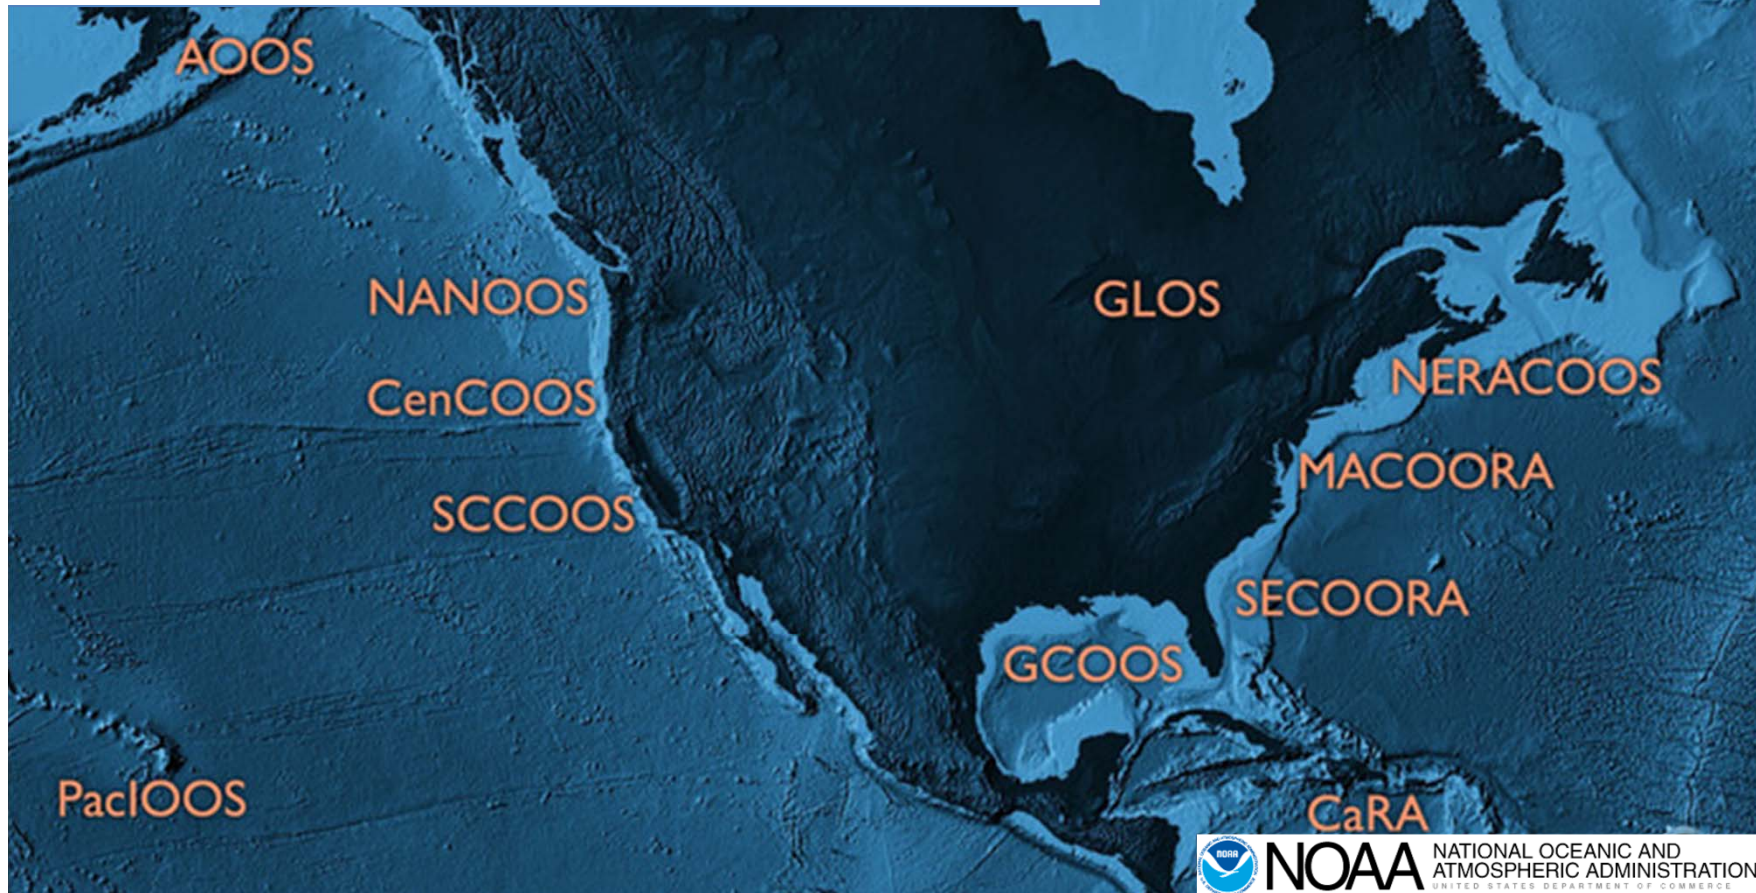 AOOS
NANOOS
GLOS
CenCOOS
NERACOOS
MACOORA
SCCOOS
SECOORA
GCOOS
PacIOOS
CaRA
NOAA
NOAA
NATIONAL OCEANIC AND
ATMOSPHERIC ADMINISTRATION
UNITED STATES DEPARTMENT OF COMMERCE